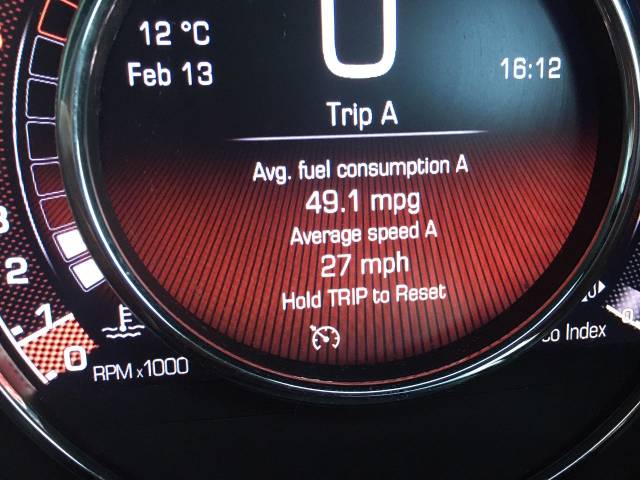 12 °C
0
Feb 13
16:12
Trip A
Avg. fuel consumption A
49.1 mpg
Average speed A
27 mph
Hold TRIP to Reset
2
1
0
RPM x1000
Index